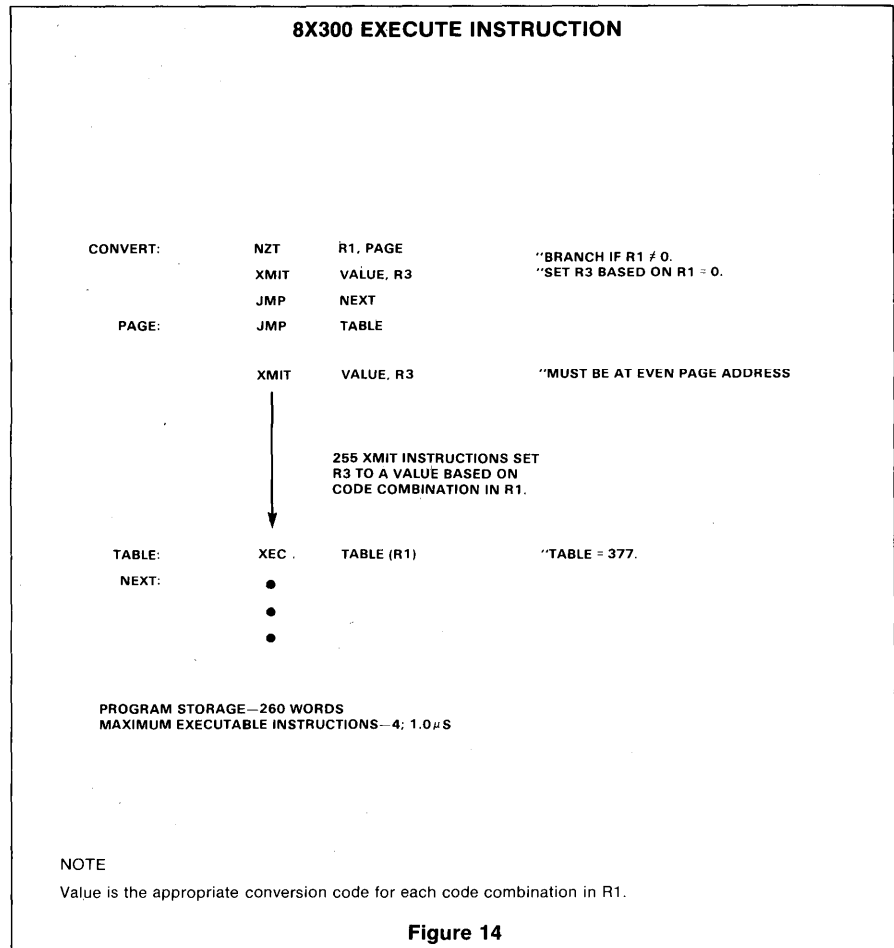 8X300 EXECUTE INSTRUCTION
CONVERT: NZT R1, PAGE "BRANCH IF R1 ≠ 0.
XMIT VALUE, R3 "SET R3 BASED ON R1 = 0.
JMP NEXT
PAGE: JMP TABLE
XMIT VALUE, R3 "MUST BE AT EVEN PAGE ADDRESS
255 XMIT INSTRUCTIONS SET
R3 TO A VALUE BASED ON
CODE COMBINATION IN R1.
TABLE: XEC . TABLE (R1) "TABLE = 377.
NEXT: •
•
•
PROGRAM STORAGE—260 WORDS
MAXIMUM EXECUTABLE INSTRUCTIONS—4; 1.0µS
NOTE
Value is the appropriate conversion code for each code combination in R1.
Figure 14